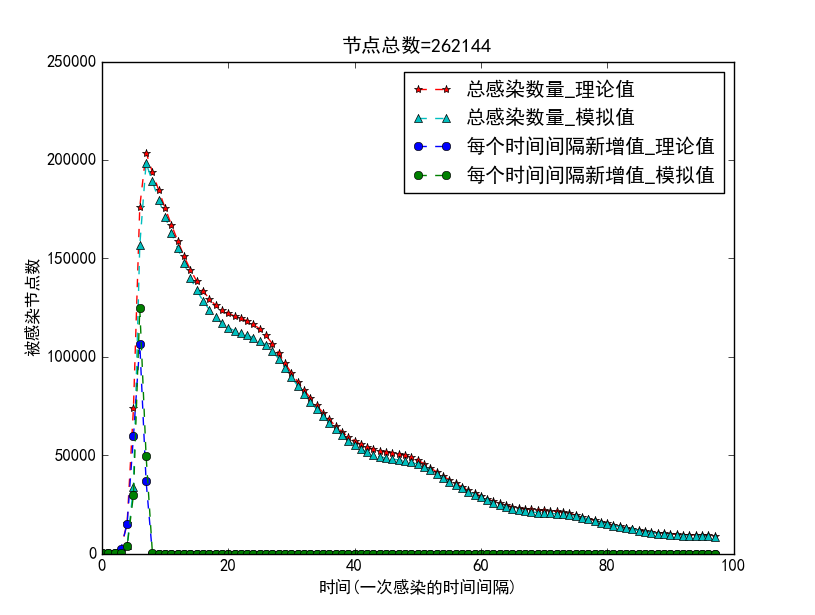 节点总数=262144
250000
200000
150000
100000
50000
0
被感染节点数
总感染数量_理论值
总感染数量_模拟值
每个时间间隔新增值_理论值
每个时间间隔新增值_模拟值
0 20 40 60 80 100
时间(一次感染的时间间隔)